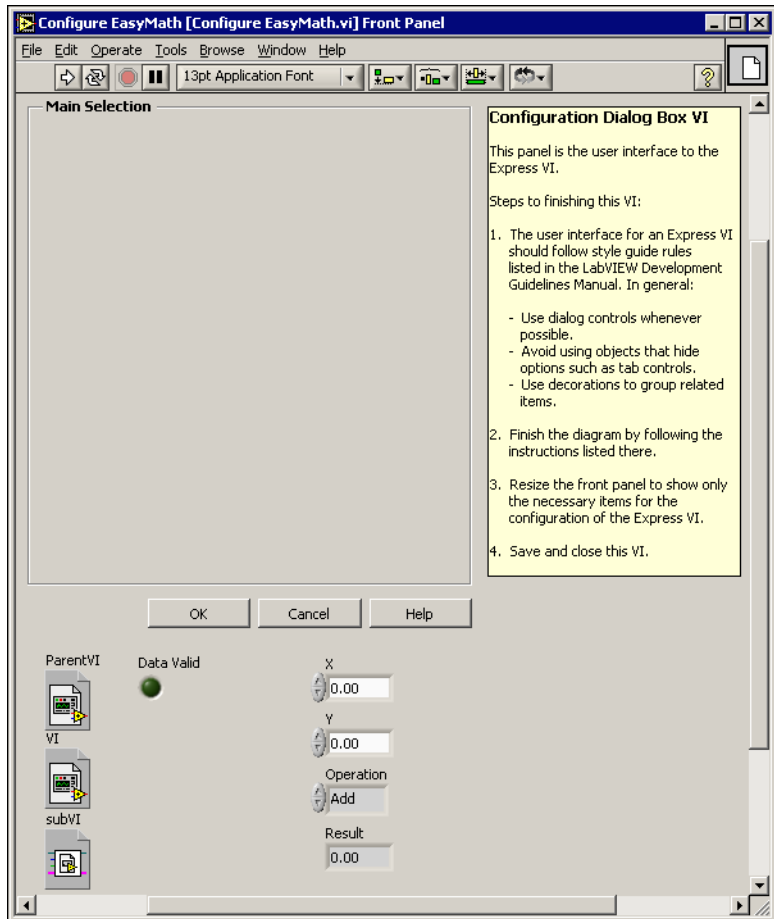 Configure EasyMath [Configure EasyMath.vi] Front Panel
File Edit Operate Tools Browse Window Help
13pt Application Font
Main Selection
Configuration Dialog Box VI
This panel is the user interface to the
Express VI.
Steps to finishing this VI:
1. The user interface for an Express VI
should follow style guide rules
listed in the LabVIEW Development
Guidelines Manual. In general:
- Use dialog controls whenever
possible.
- Avoid using objects that hide
options such as tab controls.
- Use decorations to group related
items.
2. Finish the diagram by following the
instructions listed there.
3. Resize the front panel to show only
the necessary items for the
configuration of the Express VI.
4. Save and close this VI.
OK Cancel Help
ParentVI
Data Valid
X
0.00
VI
Y
0.00
subVI
Operation
Add
Result
0.00